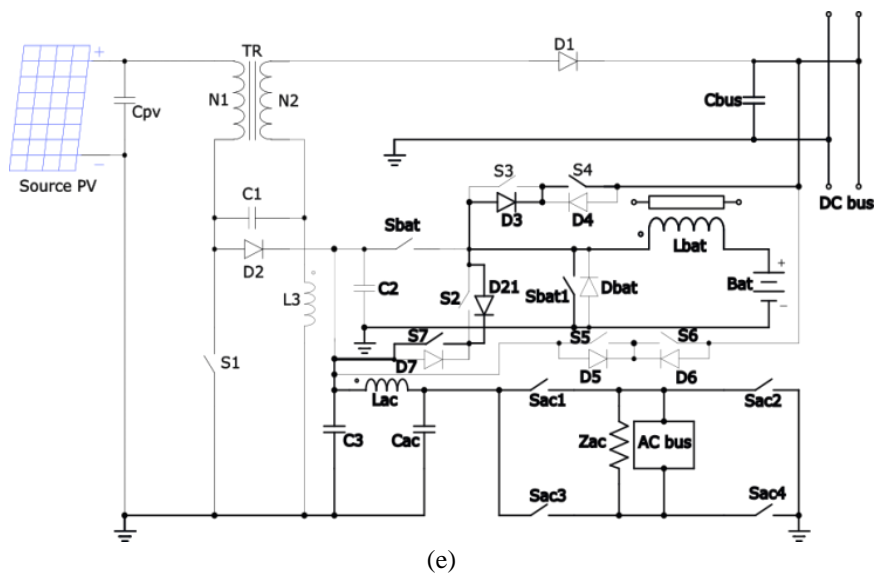 TR
D1
+
N1
N2
Cpv
Cbus
−
Source PV
S3
S4
D3
D4
DC bus
C1
Sbat
Lbat
D2
+
C2
S2
D21
Sbat1
Dbat
Bat
−
L3
S7
S5
S6
S1
D7
D5
D6
Lac
Sac1
Sac2
C3
Cac
Zac
AC bus
Sac3
Sac4
(e)